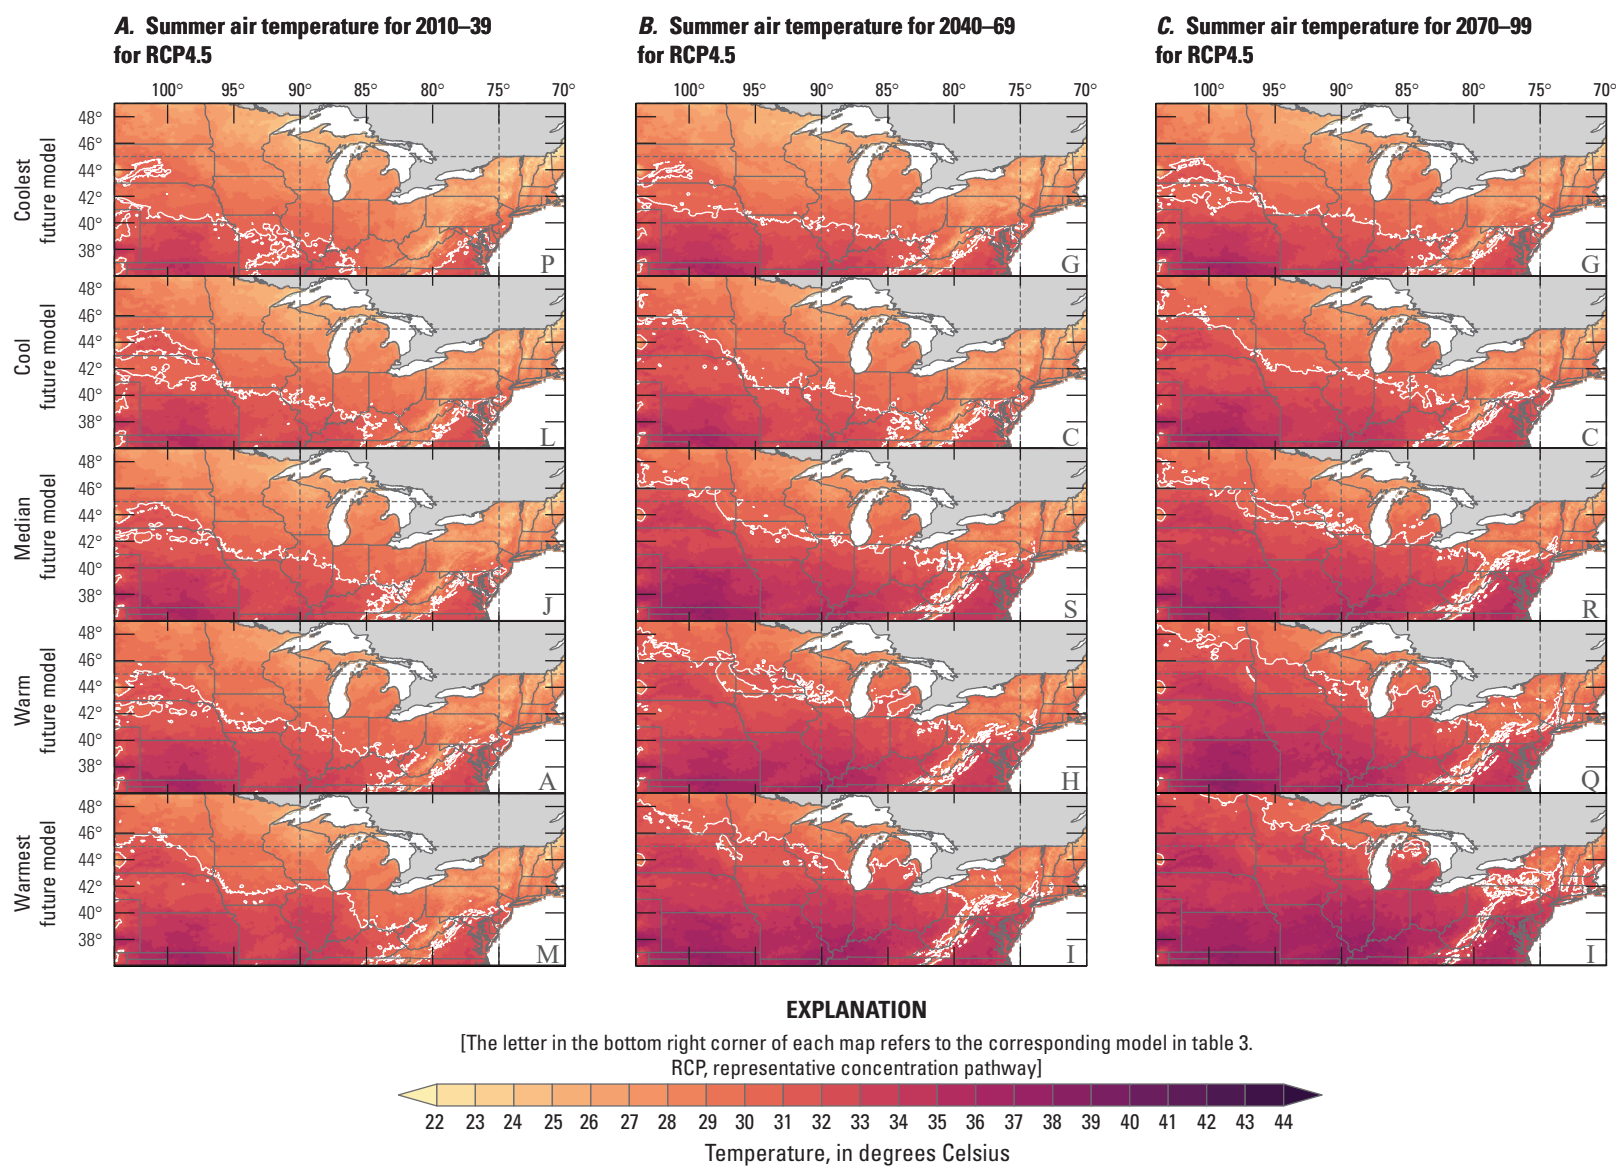 A. Summer air temperature for 2010–39
for RCP4.5
B. Summer air temperature for 2040–69
for RCP4.5
C. Summer air temperature for 2070–99
for RCP4.5
100° 95° 90° 85° 80° 75° 70°
100° 95° 90° 85° 80° 75° 70°
100° 95° 90° 85° 80° 75° 70°
Coolest
future model
48°
46°
44°
42°
40°
38°
P
G
G
Cool
future model
48°
46°
44°
42°
40°
38°
L
C
C
Median
future model
48°
46°
44°
42°
40°
38°
J
S
R
Warm
future model
48°
46°
44°
42°
40°
38°
A
H
Q
Warmest
future model
48°
46°
44°
42°
40°
38°
M
I
I
EXPLANATION
[The letter in the bottom right corner of each map refers to the corresponding model in table 3.
RCP, representative concentration pathway]
22 23 24 25 26 27 28 29 30 31 32 33 34 35 36 37 38 39 40 41 42 43 44
Temperature, in degrees Celsius